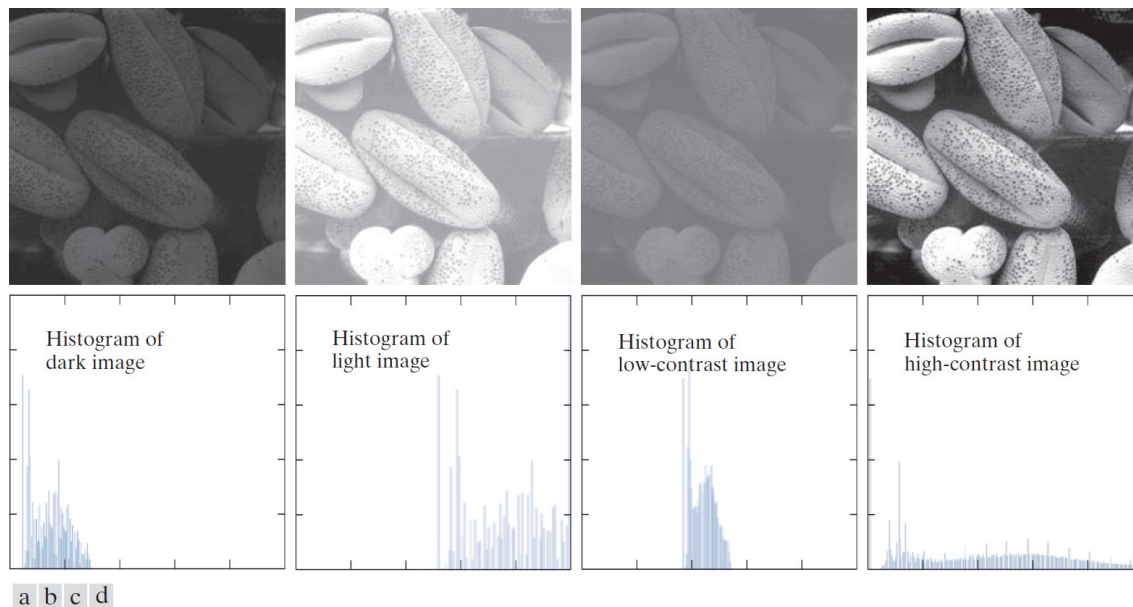 Histogram of
dark image
Histogram of
light image
Histogram of
low-contrast image
Histogram of
high-contrast image
a b c d